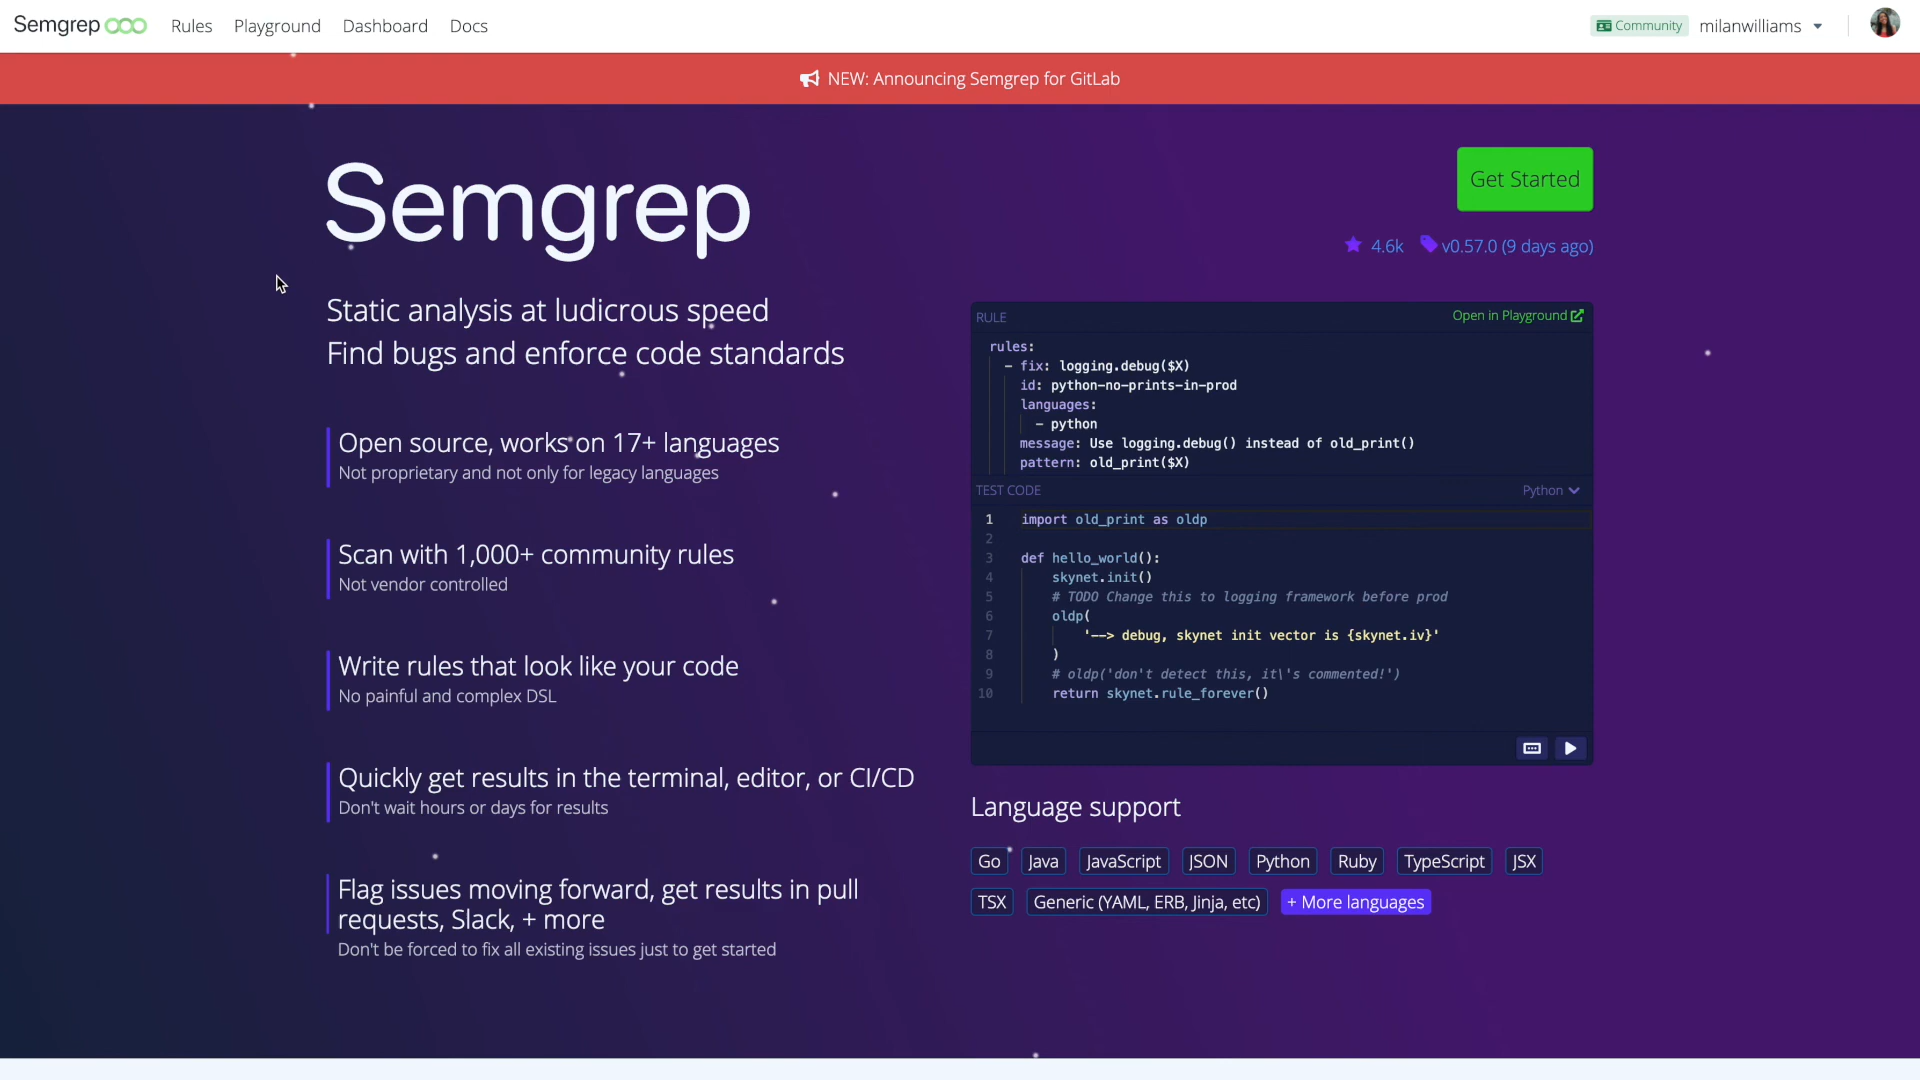 Semgrep
Rules
Playground
Dashboard
Docs
Community
milanwilliams
NEW: Announcing Semgrep for GitLab
Semgrep
Get Started
4.6k
v0.57.0 (9 days ago)
Static analysis at ludicrous speed
Find bugs and enforce code standards
Open source, works on 17+ languages
Not proprietary and not only for legacy languages
Scan with 1,000+ community rules
Not vendor controlled
Write rules that look like your code
No painful and complex DSL
Quickly get results in the terminal, editor, or CI/CD
Don't wait hours or days for results
Flag issues moving forward, get results in pull
requests, Slack, + more
Don't be forced to fix all existing issues just to get started
RULE
Open in Playground
rules:
- fix: logging.debug($X)
id: python-no-prints-in-prod
languages:
- python
message: Use logging.debug() instead of old_print()
pattern: old_print($X)
TEST CODE
Python
1 import old_print as oldp
2
3 def hello_world():
4 skynet.init()
5 # TODO Change this to logging framework before prod
6 oldp(
7 '--> debug, skynet init vector is {skynet.iv}'
8 )
9 # oldp('don't detect this, it\'s commented!')
10 return skynet.rule_forever()
Language support
Go
Java
JavaScript
JSON
Python
Ruby
TypeScript
JSX
TSX
Generic (YAML, ERB, Jinja, etc)
+ More languages